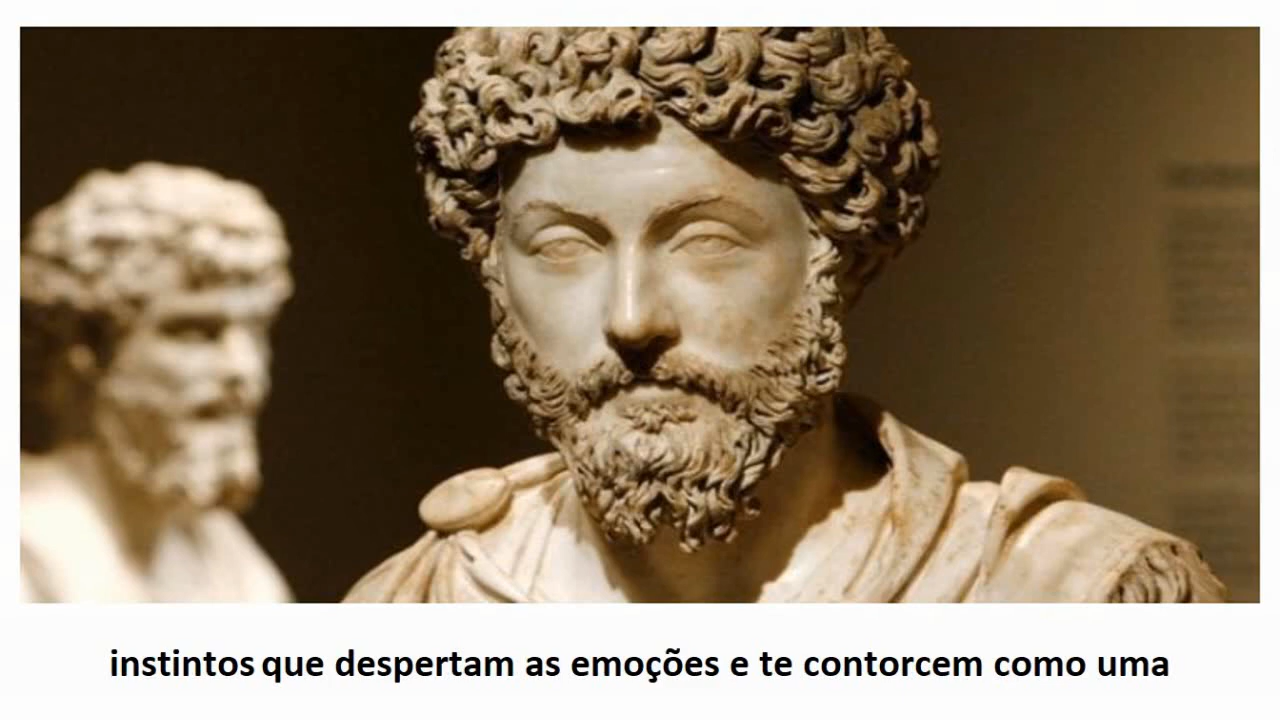 instintos que despertam as emoções e te contorcem como uma